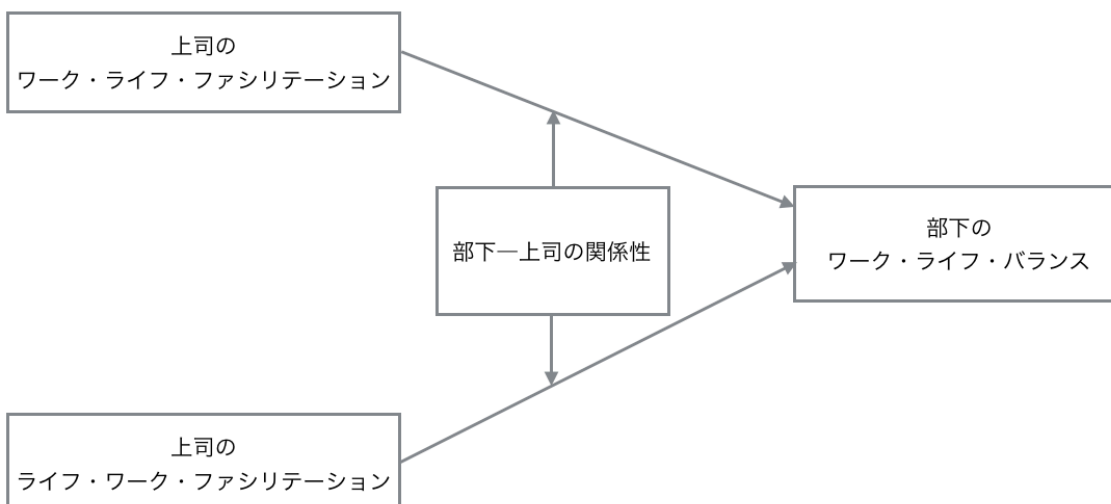 上司の
ワーク・ライフ・ファシリテーション
部下―上司の関係性
部下の
ワーク・ライフ・バランス
上司の
ライフ・ワーク・ファシリテーション